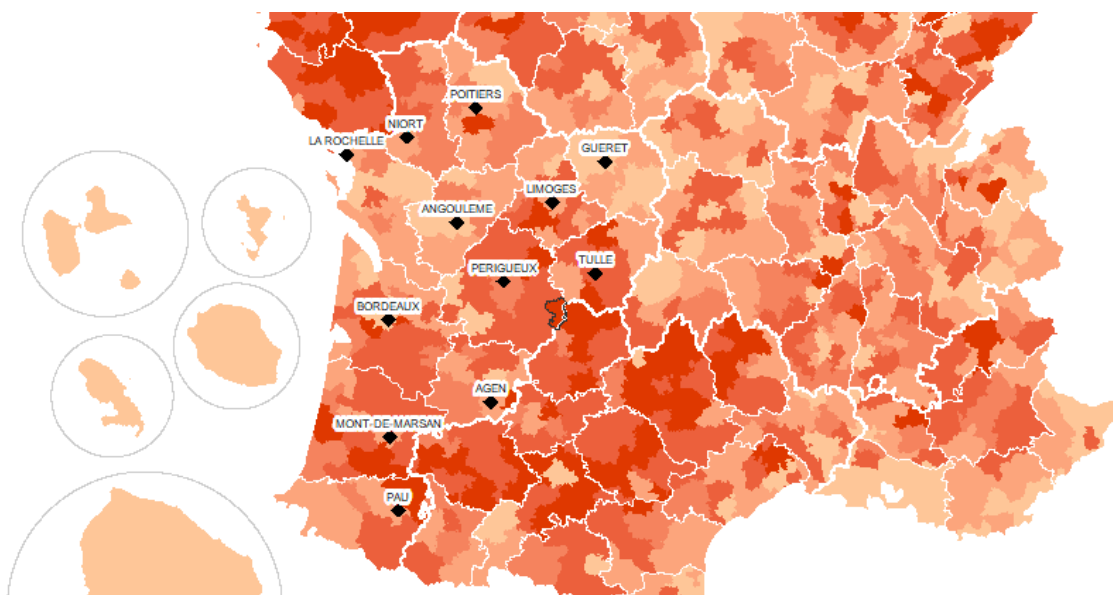 POITIERS
NIORT
LA ROCHELLE
GUERET
LIMOGES
ANGOULEME
TULLE
PERIGUEUX
BORDEAUX
AGEN
MONT-DE-MARSAN
PAU